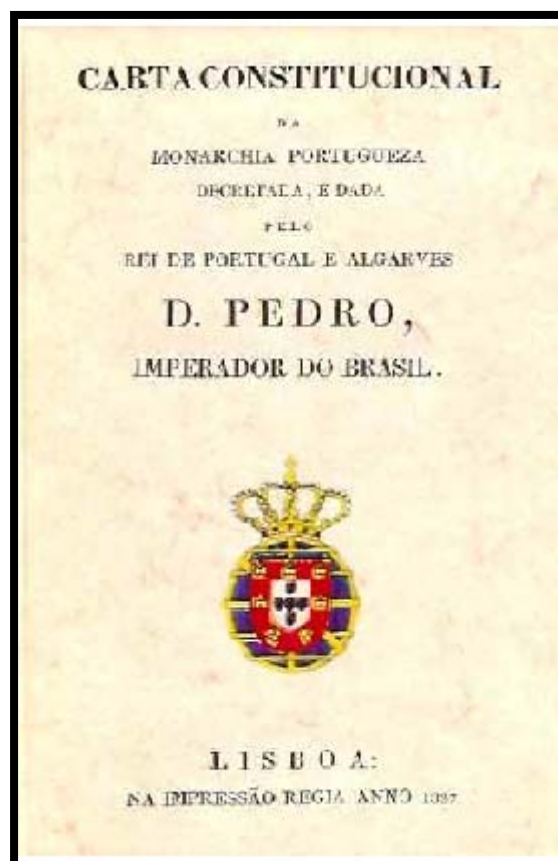 CARTA CONSTITUCIONAL
DA
MONARCHIA PORTUGUEZA
DECRETADA, E DADA
PELO
REI DE PORTUGAL E ALGARVES
D. PEDRO,
IMPERADOR DO BRASIL.
LISBOA:
NA IMPRESSÃO REGIA ANNO